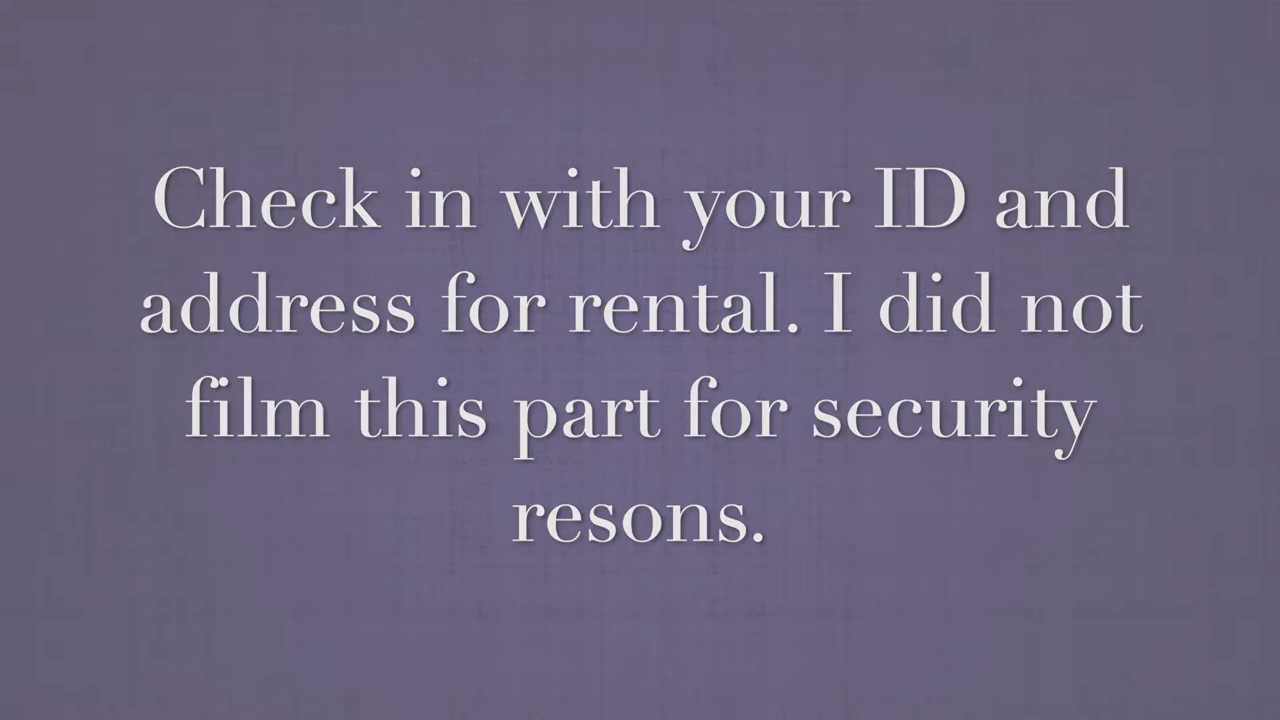 Check in with your ID and
address for rental. I did not
film this part for security
resons.